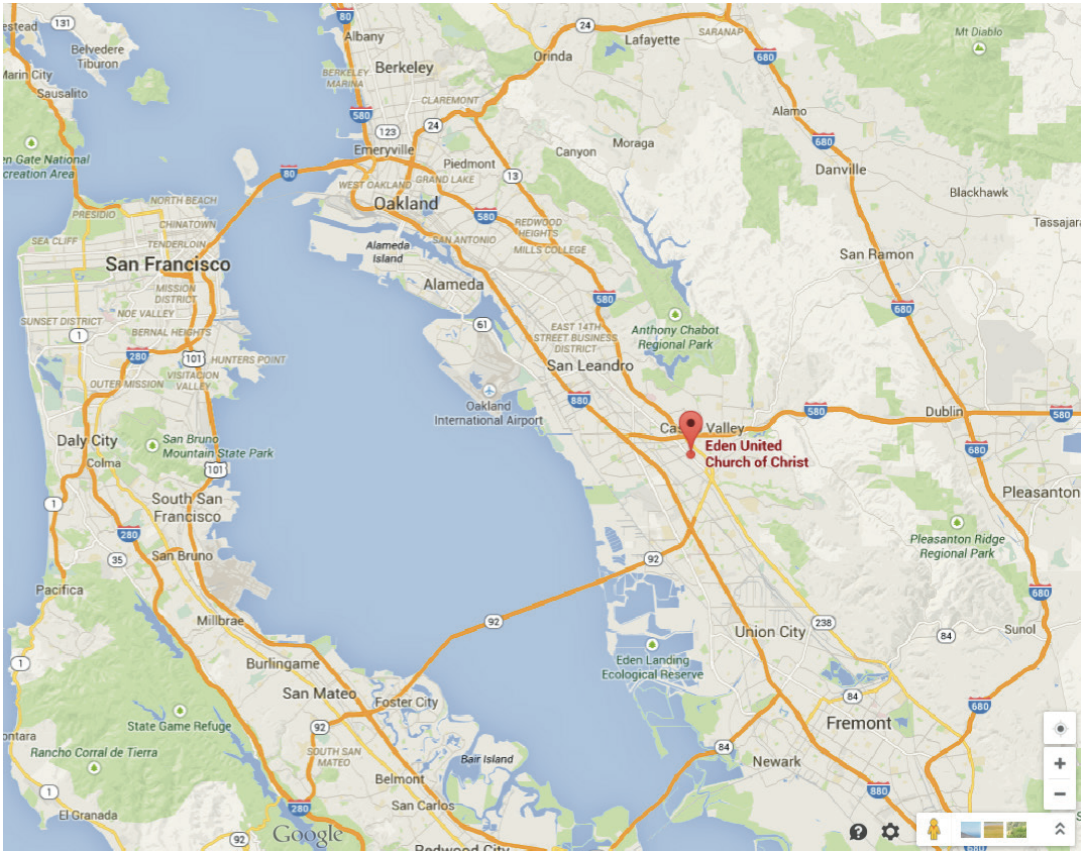 estead
131
Belvedere
Tiburon
Marin City
Sausalito
en Gate National
creation Area
80
Albany
Berkeley
BERKELEY
MARINA
CLAREMONT
580
123
24
Emeryville
24
Orinda
Lafayette
SARANAP
680
Mt Diablo
Alamo
680
Danville
Blackhawk
Tassajara
Moraga
Canyon
Piedmont
13
GRAND LAKE
WEST OAKLAND
Oakland
580
80
REDWOOD
HEIGHTS
MILLS COLLEGE
SAN ANTONIO
Alameda
Island
Alameda
NORTH BEACH
PRESIDIO
CHINATOWN
SEA CLIFF
TENDERLOIN
San Francisco
MISSION
DISTRICT
NOE VALLEY
SUNSET DISTRICT
BERNAL HEIGHTS
1
280
101
HUNTERS POINT
VISITACION
VALLEY
OUTER MISSION
San Ramon
680
580
61
EAST 14TH
STREET BUSINESS
DISTRICT
Anthony Chabot
Regional Park
San Leandro
880
Oakland
International Airport
580
Dublin
580
680
Eden United
Church of Christ
Daly City
San Bruno
Mountain State Park
Colma
101
1
South San
Francisco
280
35
San Bruno
Pacifica
Millbrae
Pleasanton
Pleasanton Ridge
Regional Park
92
92
680
Sunol
84
238
Union City
Eden Landing
Ecological Reserve
1
Burlingame
San Mateo
Foster City
State Game Refuge
92
ontara
Rancho Corral de Tierra
SOUTH SAN
MATEO
Bair Island
84
Fremont
680
84
Newark
880
Belmont
San Carlos
1
280
El Granada
92
Google
Redwood City